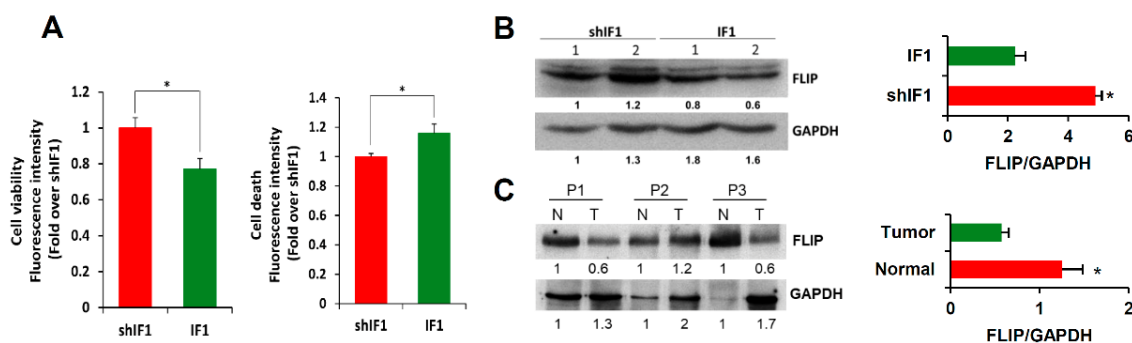 A
Cell viability
Fluorescence intensity
(Fold over shIF1)
1.2
1
0.8
0.6
0.4
0.2
0
*
shIF1
IF1
Cell death
Fluorescence intensity
(Fold over shIF1)
1.4
1.2
1
0.8
0.6
0.4
0.2
0
*
shIF1
IF1
B
shIF1 IF1
1 2 1 2
FLIP
1 1.2 0.8 0.6
GAPDH
1 1.3 1.8 1.6
IF1
shIF1
*
0 2 4 6
FLIP/GAPDH
C
P1 P2 P3
N T N T N T
FLIP
1 0.6 1 1.2 1 0.6
GAPDH
1 1.3 1 2 1 1.7
Tumor
Normal
*
0 1 2
FLIP/GAPDH